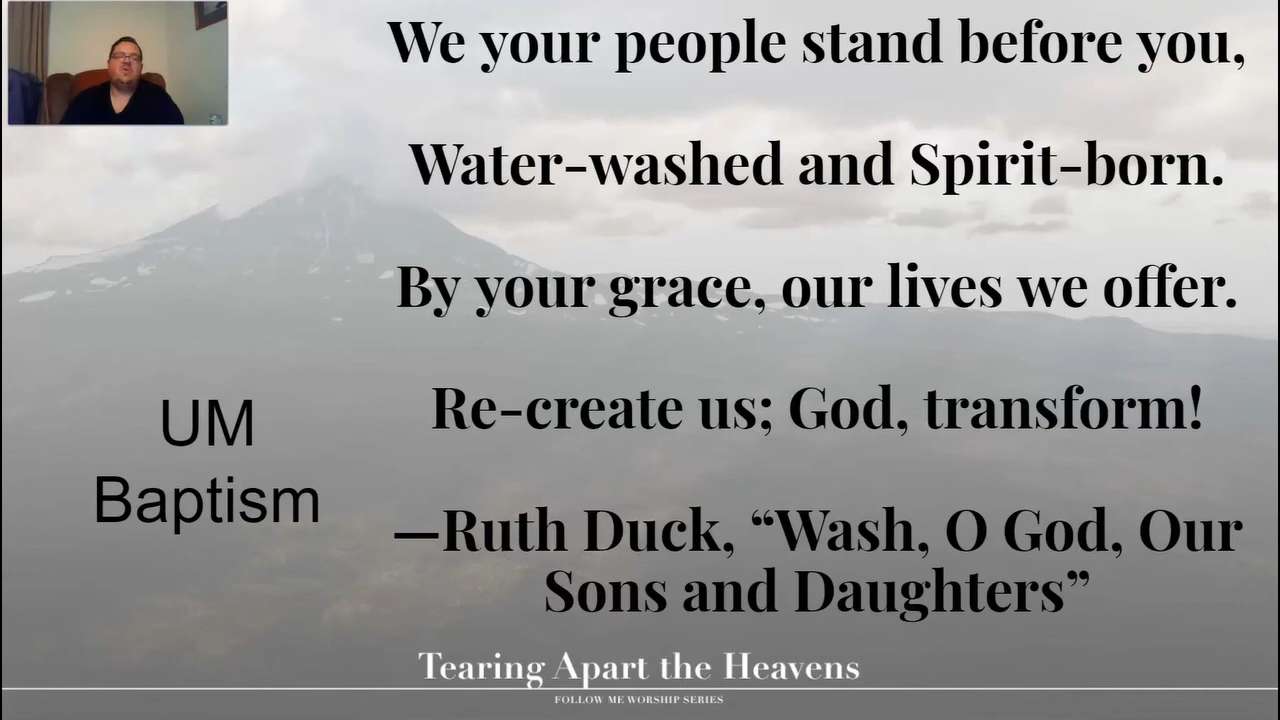 We your people stand before you,
Water-washed and Spirit-born.
By your grace, our lives we offer.
Re-create us; God, transform!
—Ruth Duck, “Wash, O God, Our
Sons and Daughters”
UM
Baptism
Tearing Apart the Heavens
FOLLOW ME WORSHIP SERIES